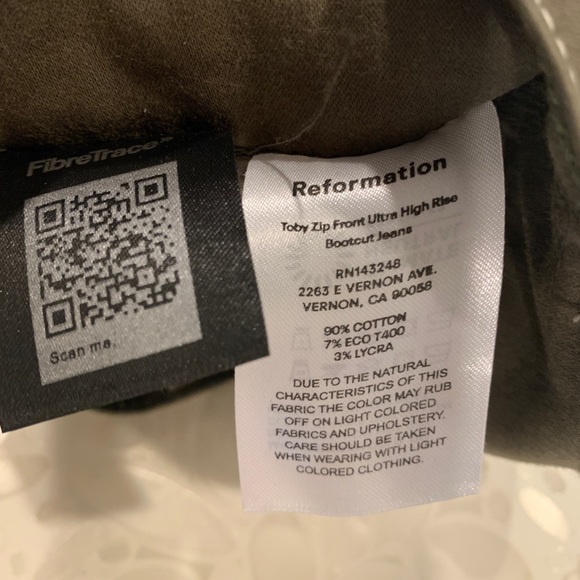 FibreTrace
Scan me.
Reformation
Toby Zip Front Ultra High Rise
Bootcut Jeans
RN143248
2263 E VERNON AVE.
VERNON, CA 90058
90% COTTON
7% ECO T400
3% LYCRA
DUE TO THE NATURAL
CHARACTERISTICS OF THIS
FABRIC THE COLOR MAY RUB
OFF ON LIGHT COLORED
FABRICS AND UPHOLSTERY.
CARE SHOULD BE TAKEN
WHEN WEARING WITH LIGHT
COLORED CLOTHING.